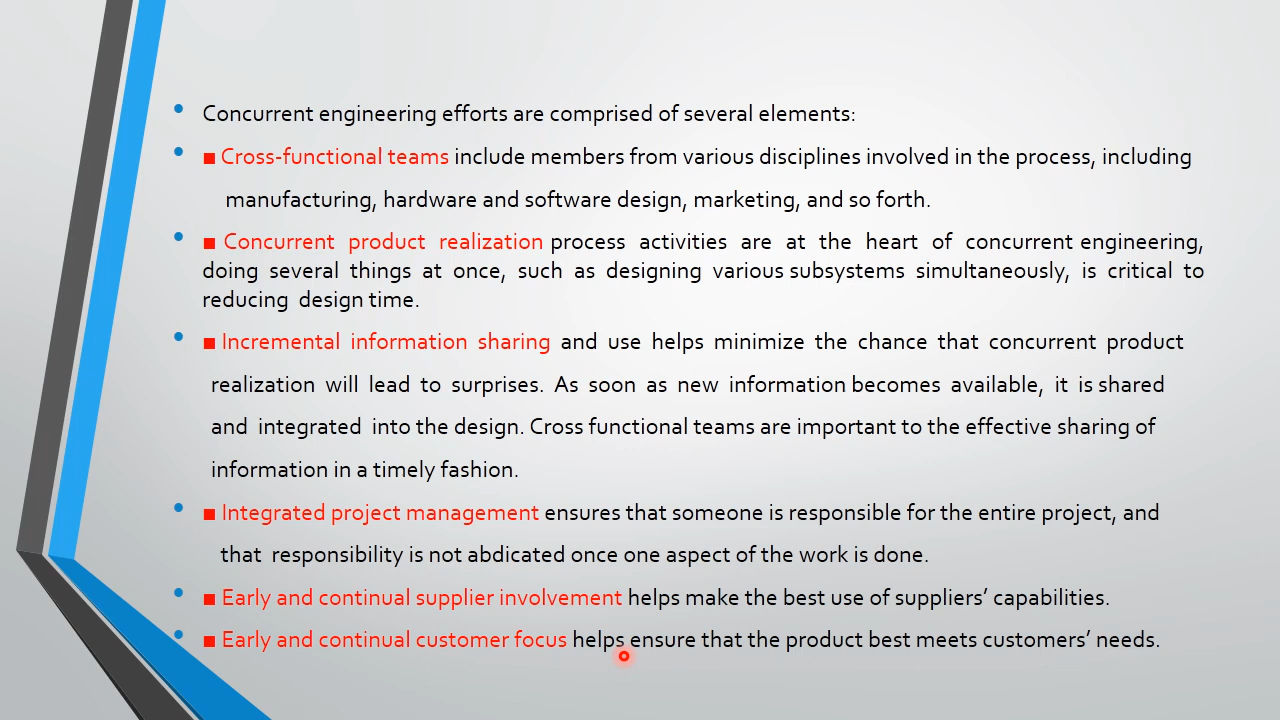 • Concurrent engineering efforts are comprised of several elements:
• ■ Cross-functional teams include members from various disciplines involved in the process, including
manufacturing, hardware and software design, marketing, and so forth.
• ■ Concurrent product realization process activities are at the heart of concurrent engineering,
doing several things at once, such as designing various subsystems simultaneously, is critical to
reducing design time.
• ■ Incremental information sharing and use helps minimize the chance that concurrent product
realization will lead to surprises. As soon as new information becomes available, it is shared
and integrated into the design. Cross functional teams are important to the effective sharing of
information in a timely fashion.
• ■ Integrated project management ensures that someone is responsible for the entire project, and
that responsibility is not abdicated once one aspect of the work is done.
• ■ Early and continual supplier involvement helps make the best use of suppliers’ capabilities.
• ■ Early and continual customer focus helps ensure that the product best meets customers’ needs.